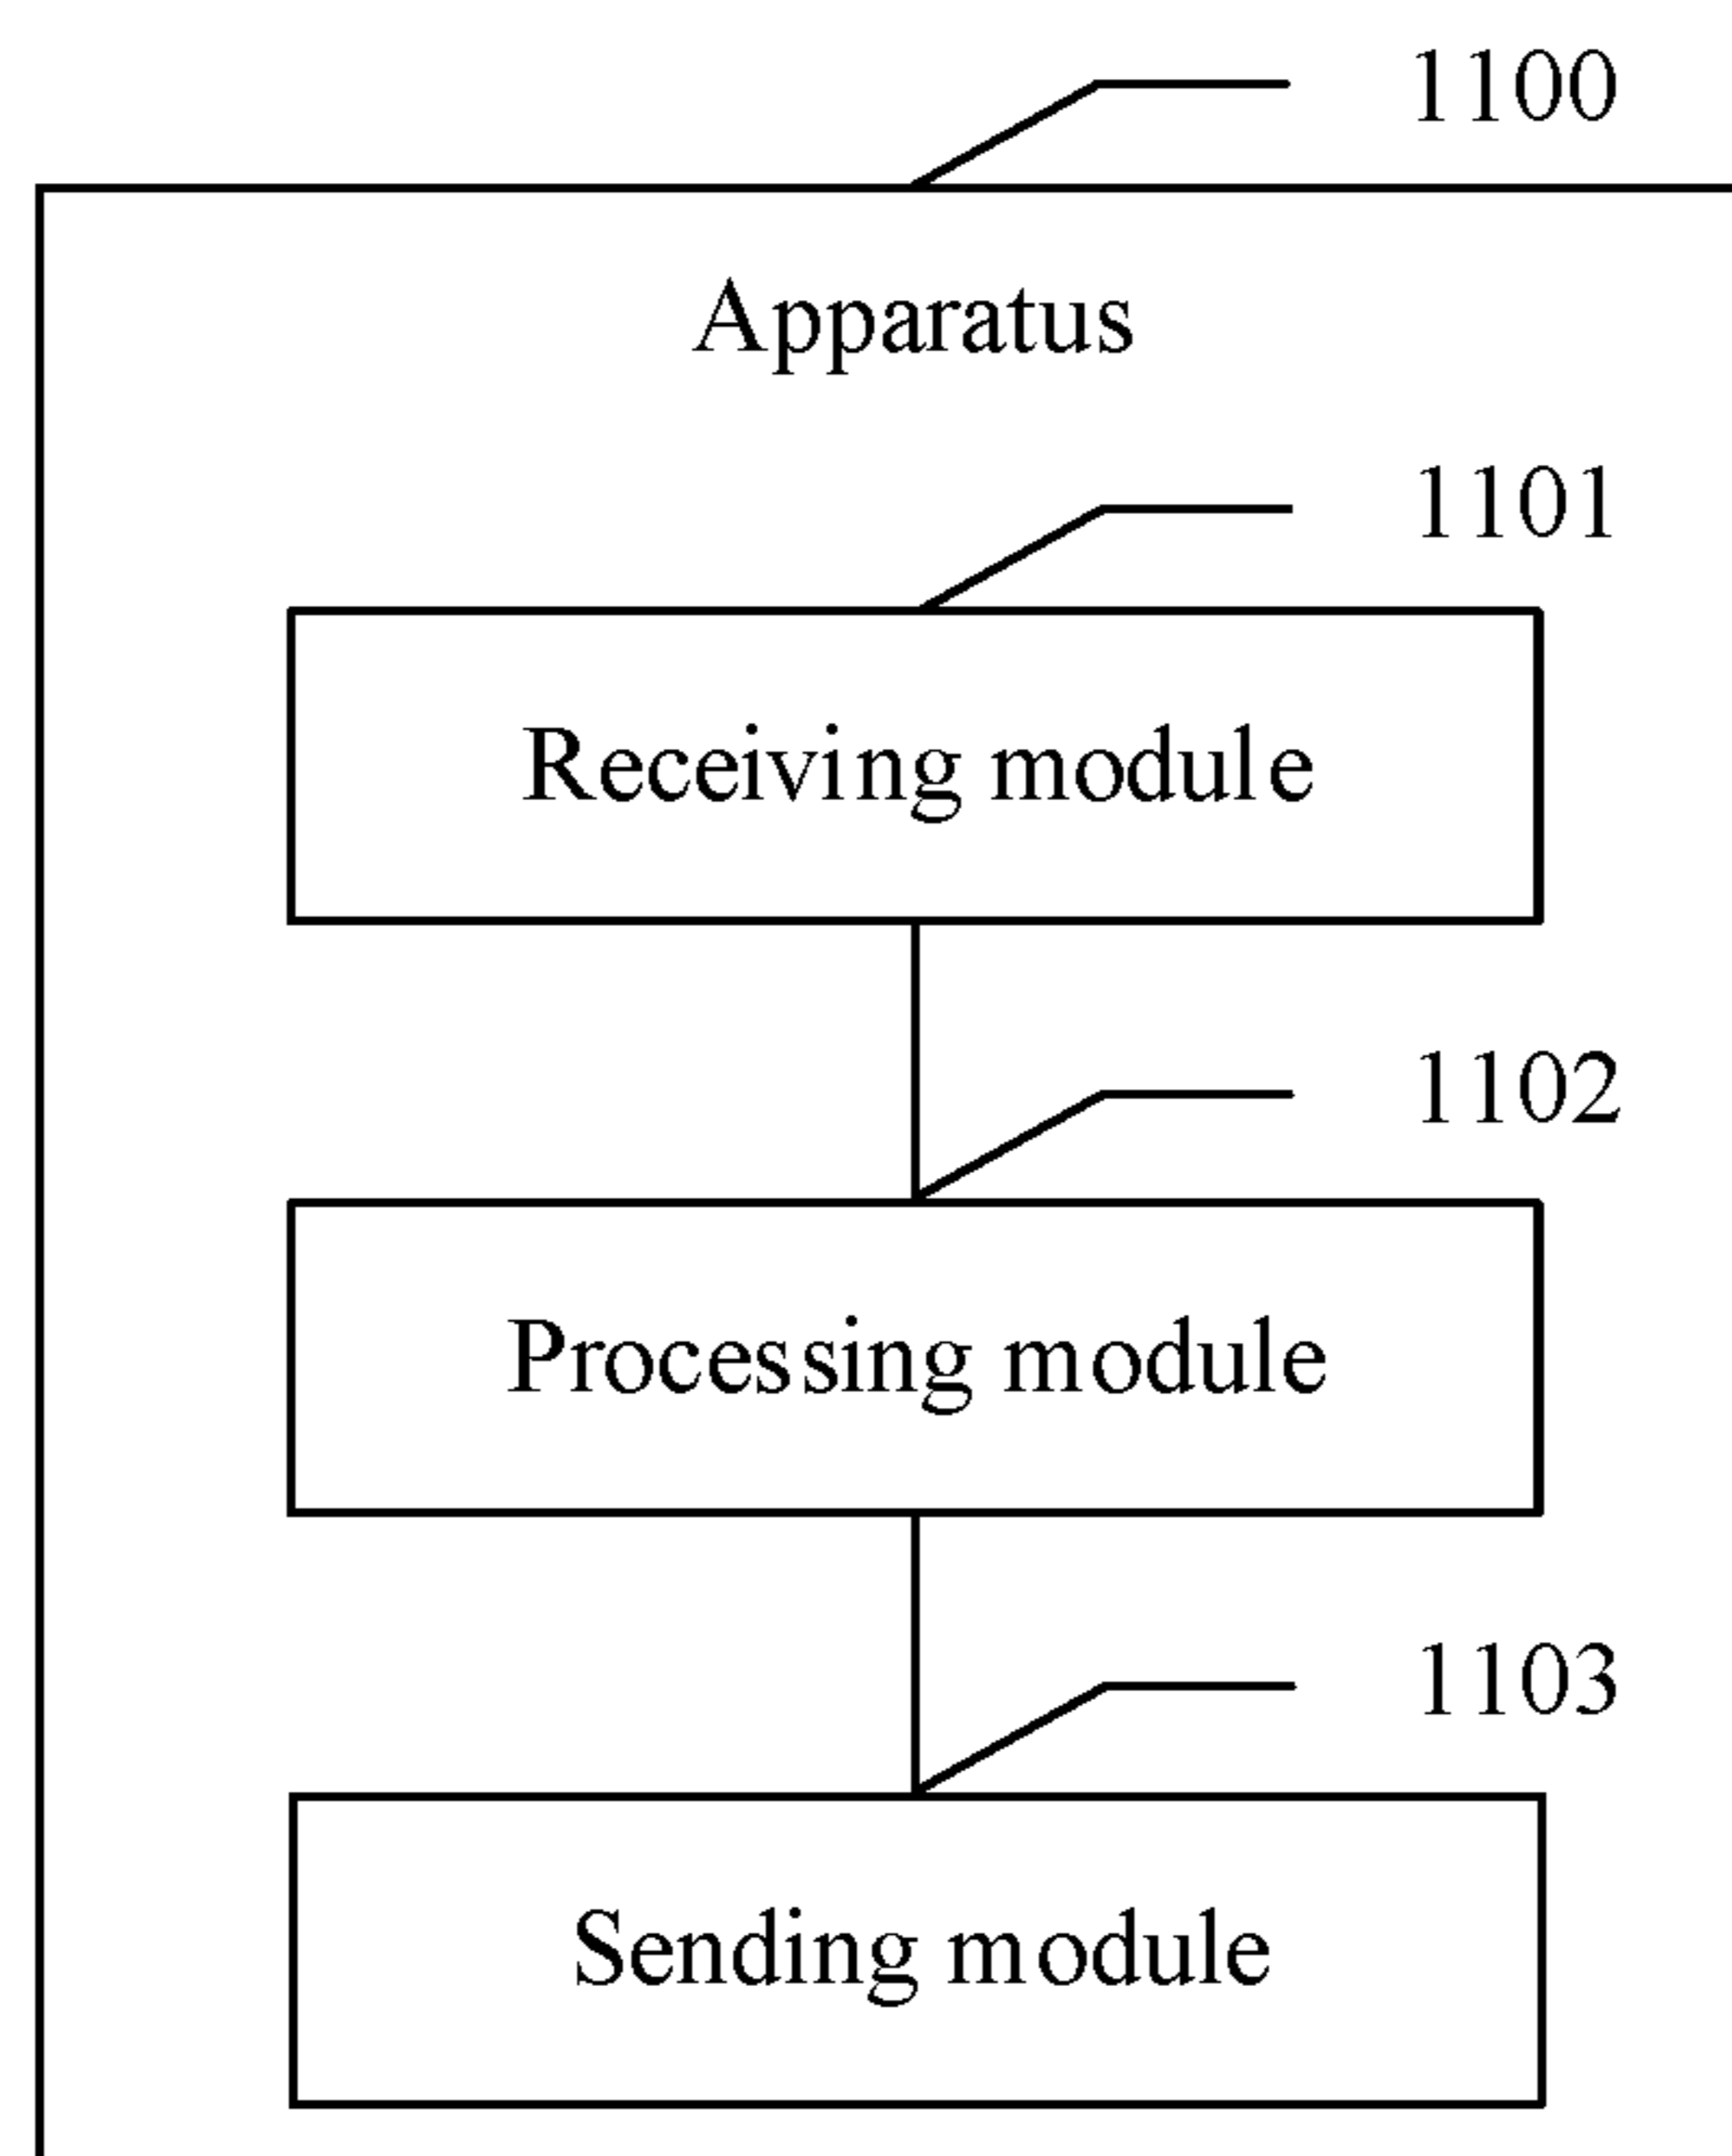 1100
Apparatus
1101
Receiving module
1102
Processing module
1103
Sending module